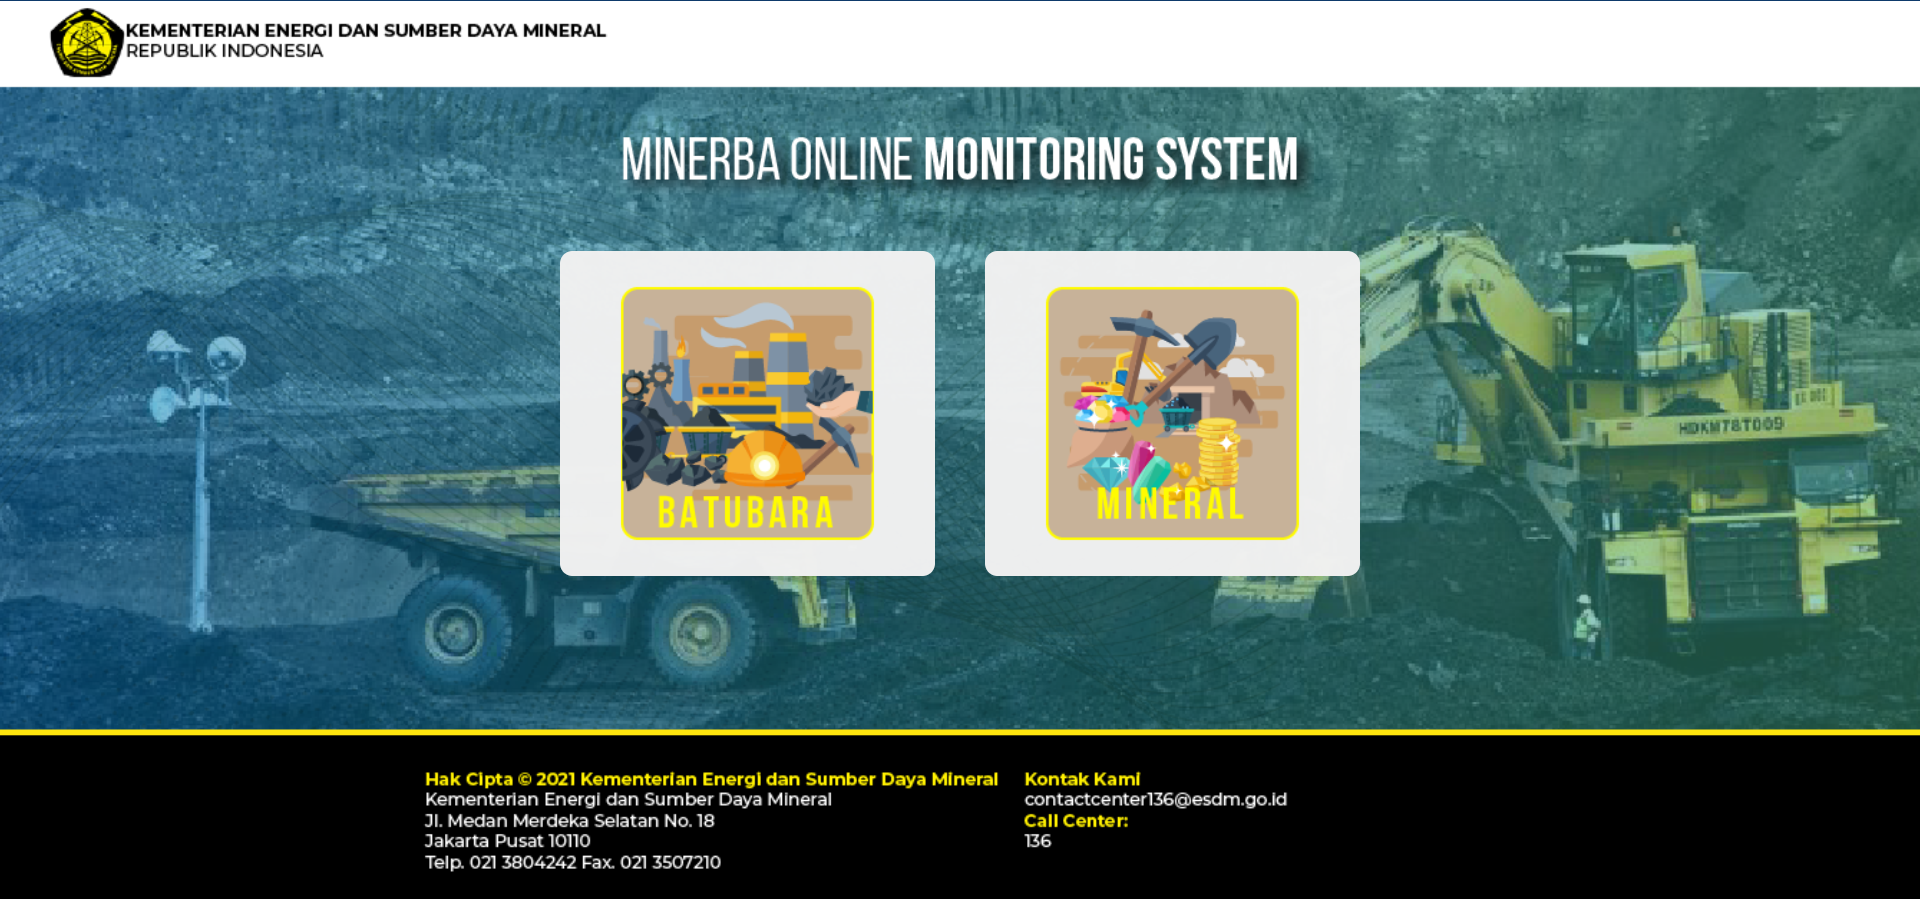 KEMENTERIAN ENERGI DAN SUMBER DAYA MINERAL
REPUBLIK INDONESIA
MINERBA ONLINE MONITORING SYSTEM
BATUBARA
MINERAL
HDKM78T009
Hak Cipta © 2021 Kementerian Energi dan Sumber Daya Mineral
Kementerian Energi dan Sumber Daya Mineral
Jl. Medan Merdeka Selatan No. 18
Jakarta Pusat 10110
Telp. 021 3804242 Fax. 021 3507210
Kontak Kami
contactcenter136@esdm.go.id
Call Center:
136